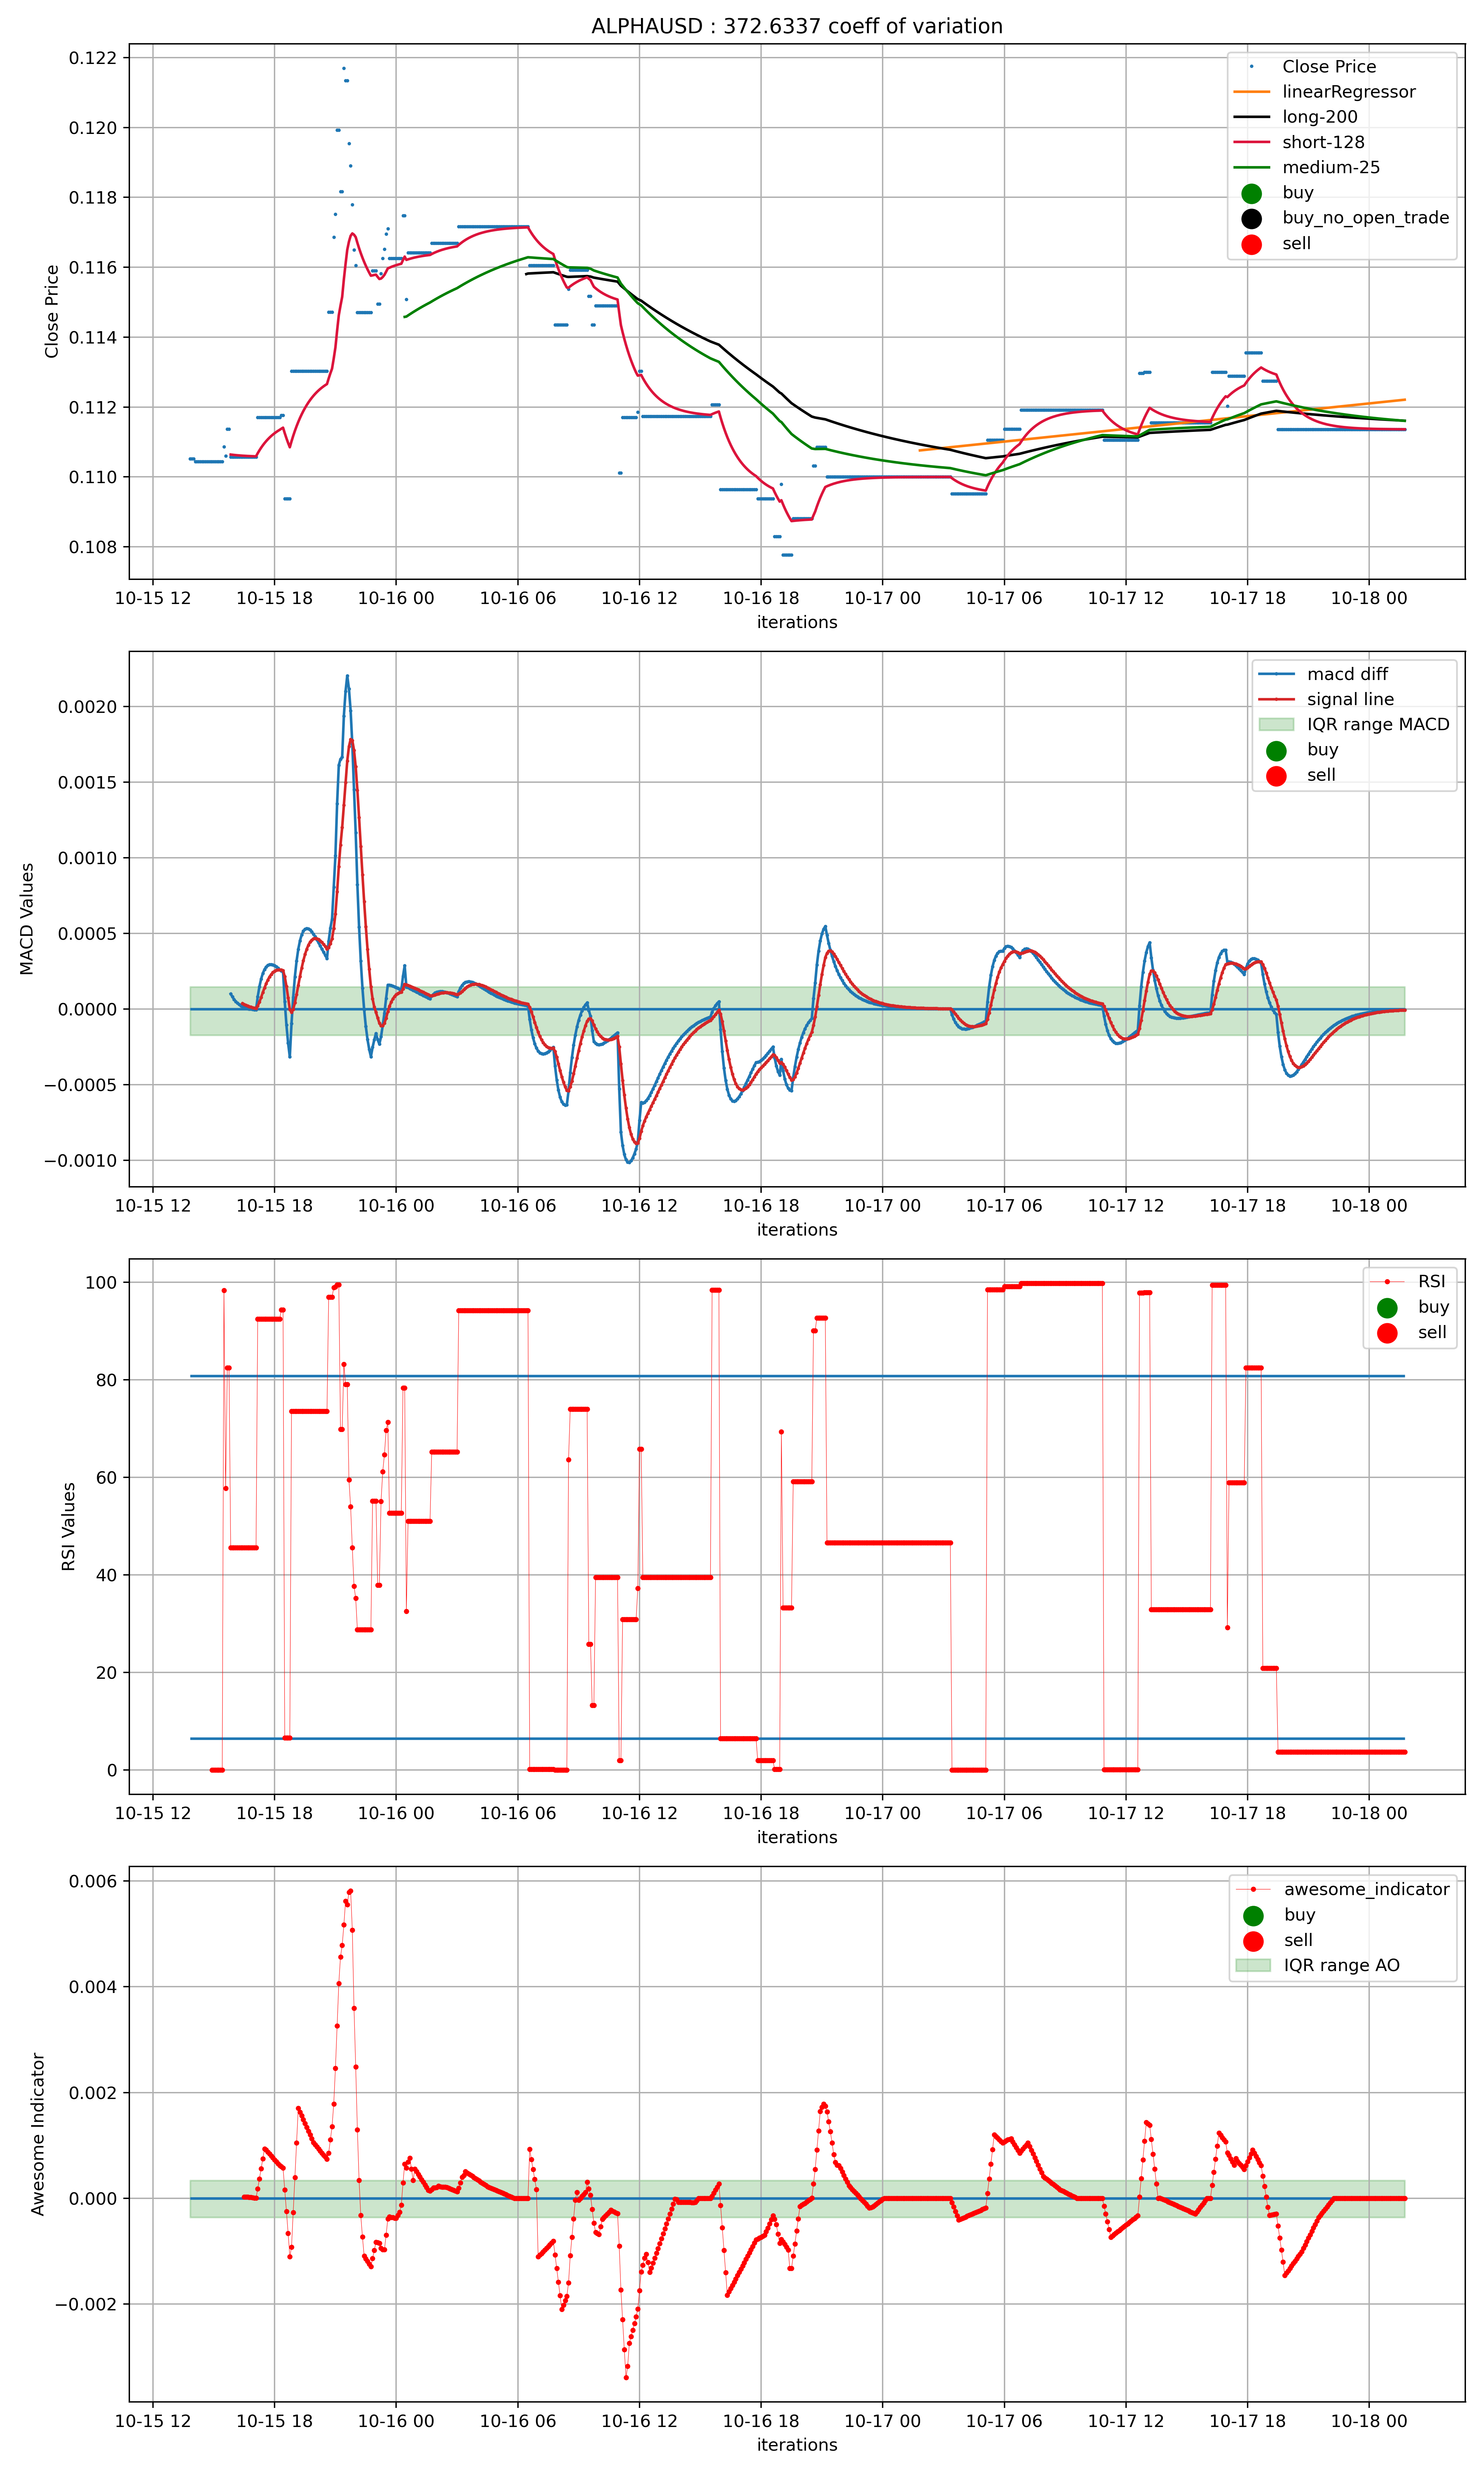 ALPHAUSD : 372.6337 coeff of variation
0.122
0.120
0.118
0.116
0.114
0.112
0.110
0.108
Close Price
Close Price
linearRegressor
long-200
short-128
medium-25
buy
buy_no_open_trade
sell
10-15 12 10-15 18 10-16 00 10-16 06 10-16 12 10-16 18 10-17 00 10-17 06 10-17 12 10-17 18 10-18 00
iterations
0.0020
0.0015
0.0010
0.0005
0.0000
−0.0005
−0.0010
MACD Values
macd diff
signal line
IQR range MACD
buy
sell
10-15 12 10-15 18 10-16 00 10-16 06 10-16 12 10-16 18 10-17 00 10-17 06 10-17 12 10-17 18 10-18 00
iterations
100
80
60
40
20
0
RSI Values
RSI
buy
sell
10-15 12 10-15 18 10-16 00 10-16 06 10-16 12 10-16 18 10-17 00 10-17 06 10-17 12 10-17 18 10-18 00
iterations
0.006
0.004
0.002
0.000
−0.002
Awesome Indicator
awesome_indicator
buy
sell
IQR range AO
10-15 12 10-15 18 10-16 00 10-16 06 10-16 12 10-16 18 10-17 00 10-17 06 10-17 12 10-17 18 10-18 00
iterations